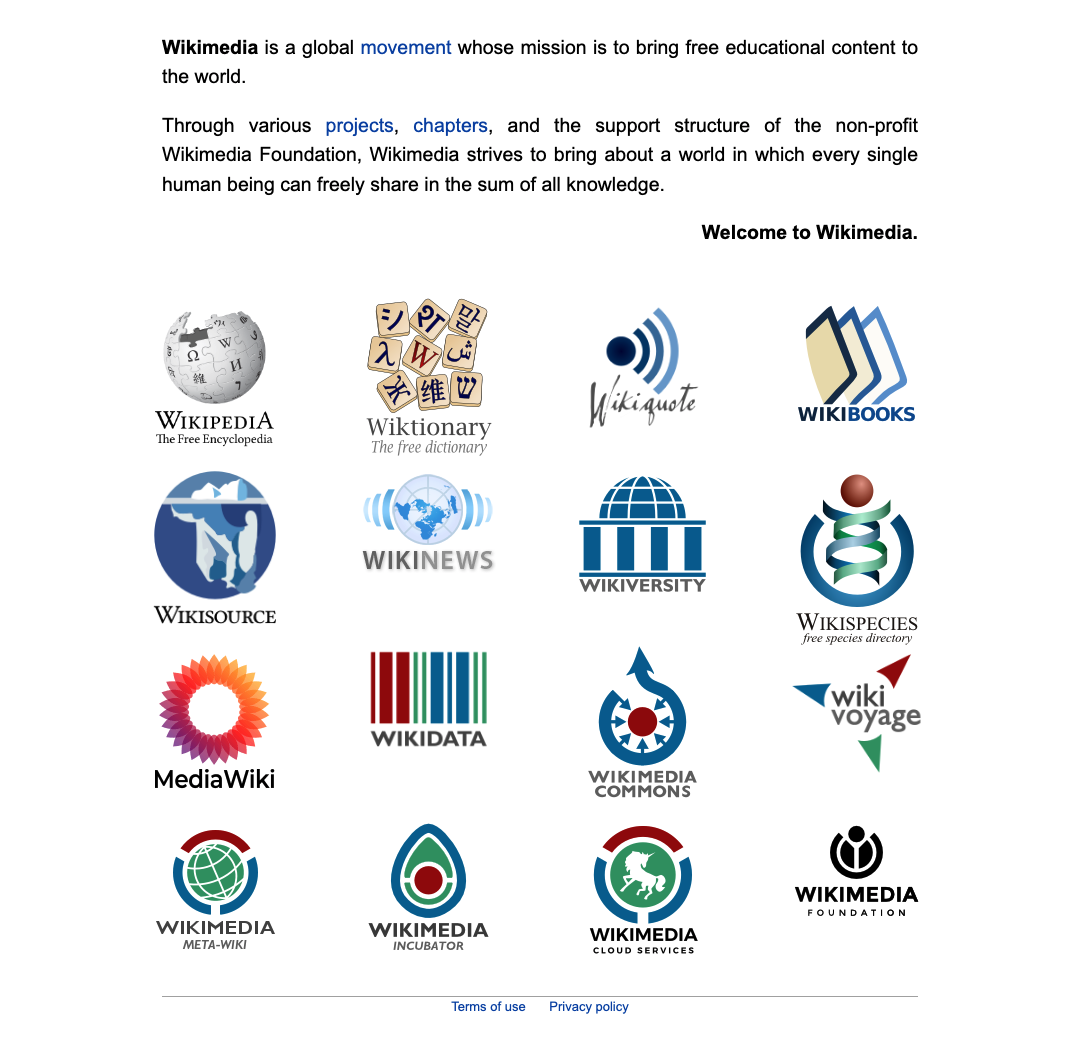 Wikimedia is a global movement whose mission is to bring free educational content to
the world.
Through various projects, chapters, and the support structure of the non-profit
Wikimedia Foundation, Wikimedia strives to bring about a world in which every single
human being can freely share in the sum of all knowledge.
Welcome to Wikimedia.
Ω W И 維
WIKIPEDIA
The Free Encyclopedia
シ 말
λ W ش
Ж 维 ש
Wiktionary
The free dictionary
Wikiquote
WIKIBOOKS
WIKISOURCE
WIKINEWS
WIKIVERSITY
WIKISPECIES
free species directory
MediaWiki
WIKIDATA
WIKIMEDIA
COMMONS
wiki
voyage
WIKIMEDIA
META-WIKI
WIKIMEDIA
INCUBATOR
WIKIMEDIA
CLOUD SERVICES
WIKIMEDIA
FOUNDATION
Terms of use Privacy policy